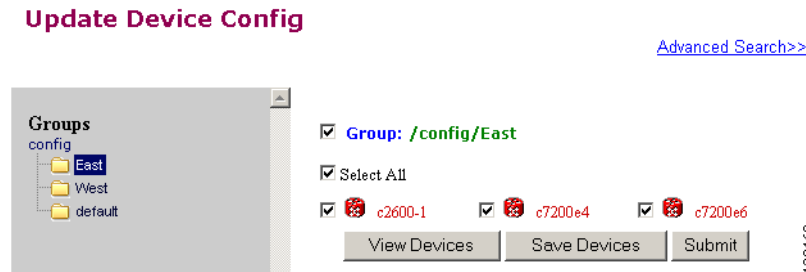 Update Device Config
Advanced Search>>
Groups
config
East
West
default
Group: /config/East
Select All
c2600-1 c7200e4 c7200e6
View Devices Save Devices Submit